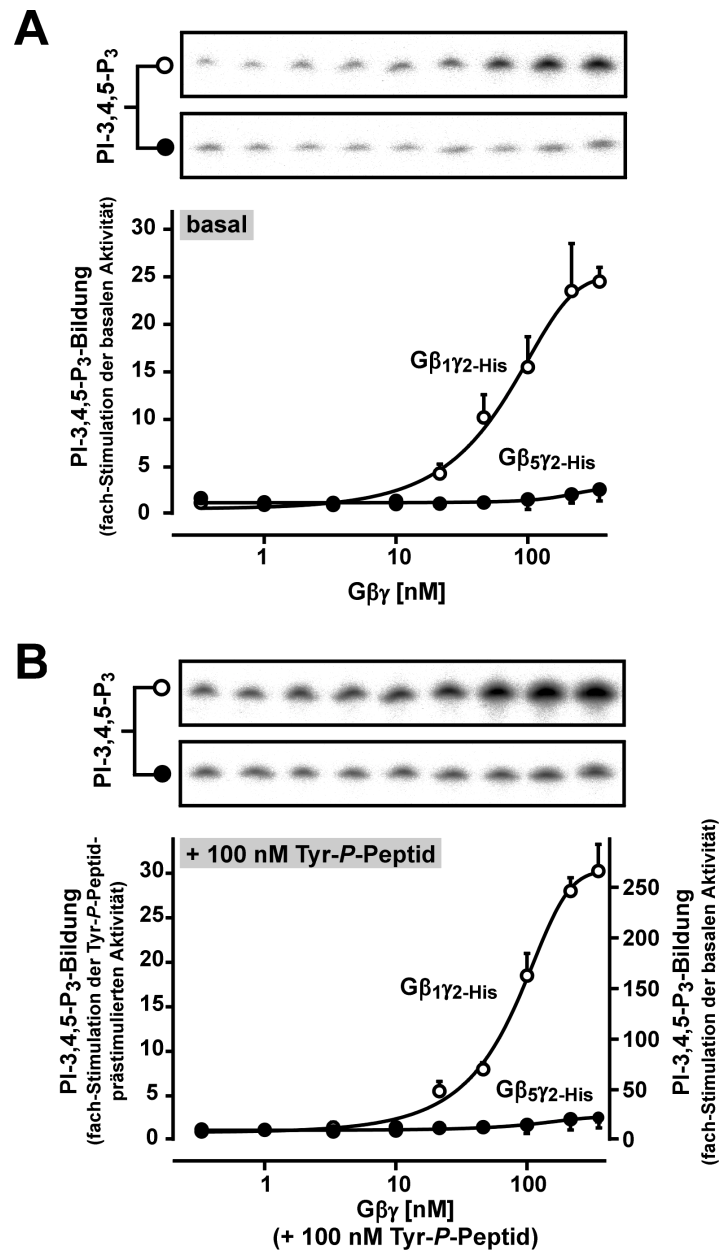 A
PI-3,4,5-P3
basal
PI-3,4,5-P3-Bildung
(fach-Stimulation der basalen Aktivität)
30
25
20
15
10
5
0
Gβ1γ2-His
Gβ5γ2-His
1 10 100
Gβγ [nM]
B
PI-3,4,5-P3
+ 100 nM Tyr-P-Peptid
PI-3,4,5-P3-Bildung
(fach-Stimulation der Tyr-P-Peptid-
prästimulierten Aktivität)
30
25
20
15
10
5
0
Gβ1γ2-His
Gβ5γ2-His
250
200
150
100
50
0
PI-3,4,5-P3-Bildung
(fach-Stimulation der basalen Aktivität)
1 10 100
Gβγ [nM]
(+ 100 nM Tyr-P-Peptid)